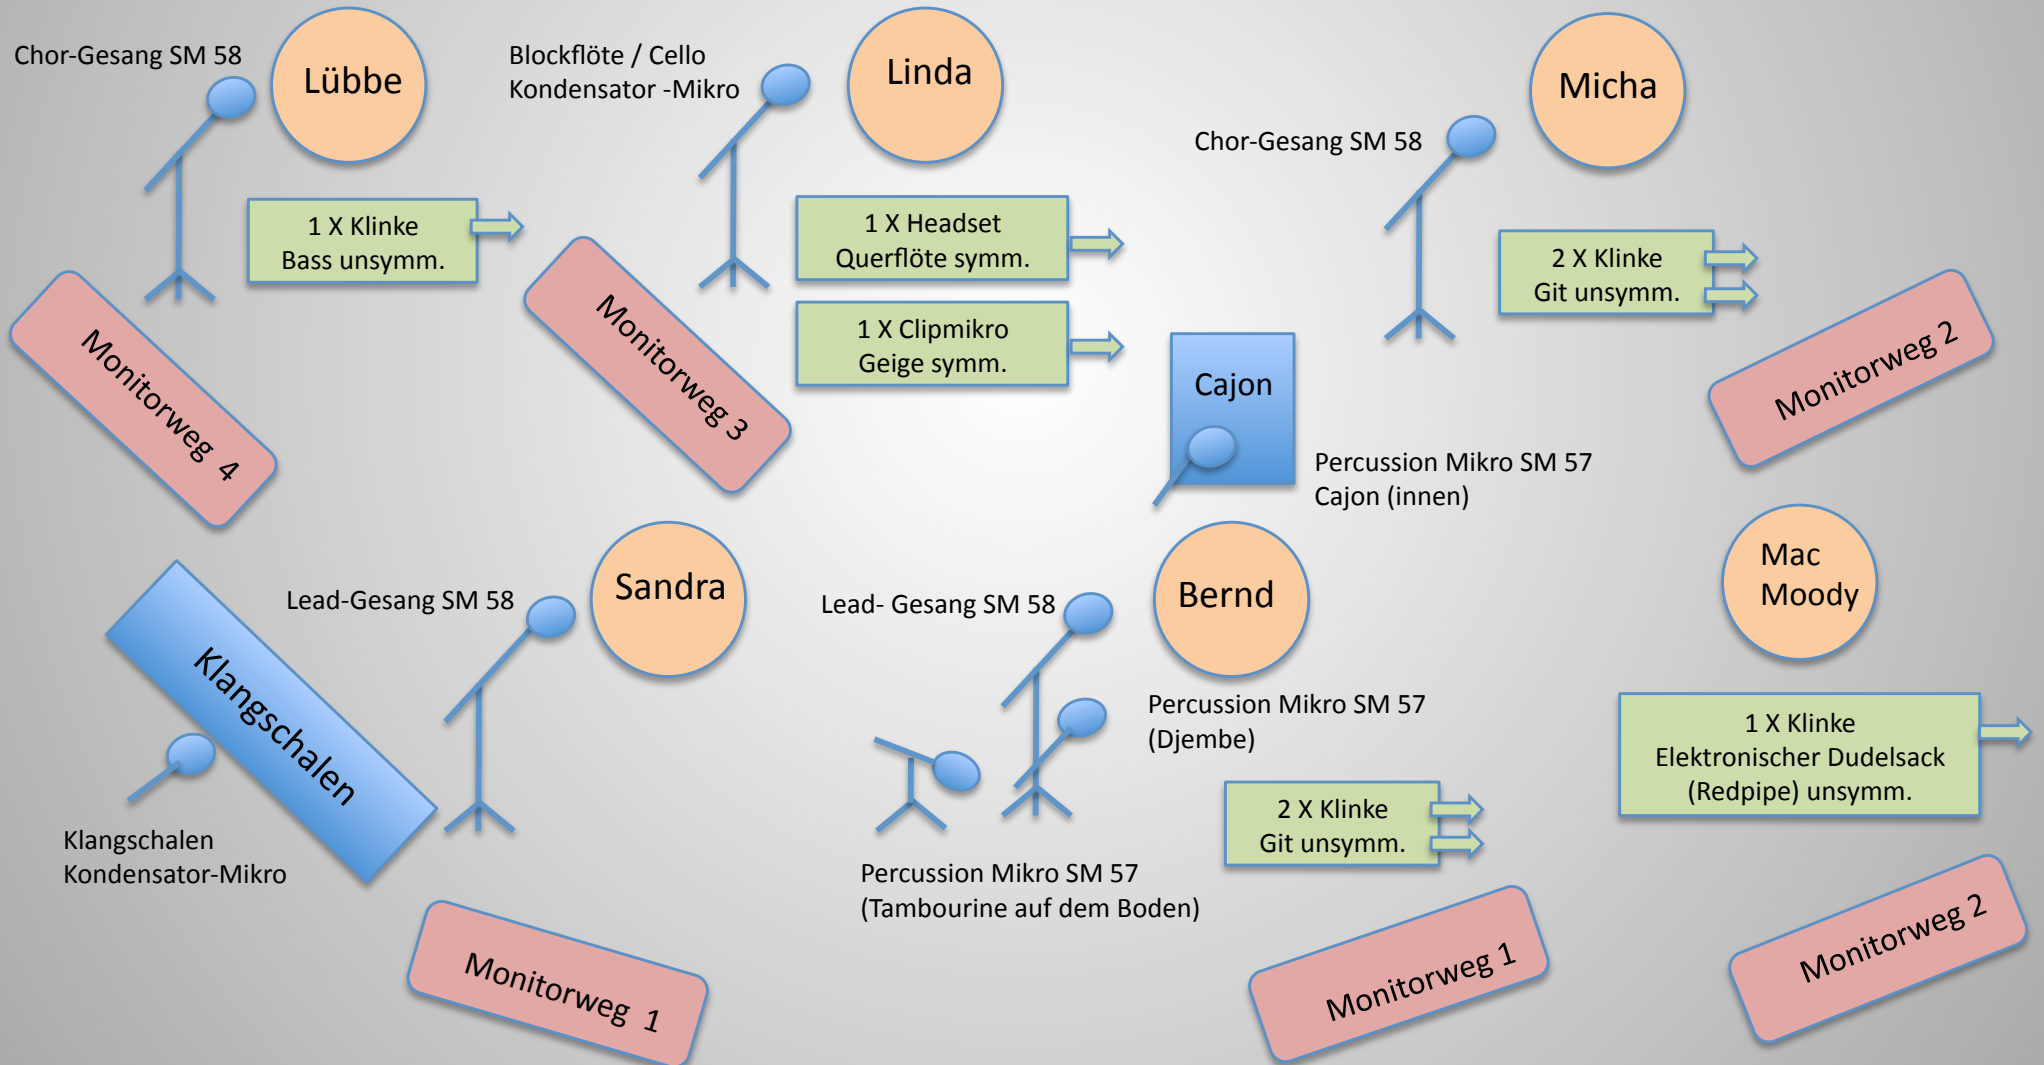 Chor-Gesang SM 58
Lübbe
Blockflöte / Cello
Kondensator -Mikro
Linda
Micha
Chor-Gesang SM 58
1 X Klinke
Bass unsymm.
1 X Headset
Querflöte symm.
2 X Klinke
Git unsymm.
1 X Clipmikro
Geige symm.
Monitorweg 4
Monitorweg 3
Cajon
Monitorweg 2
Percussion Mikro SM 57
Cajon (innen)
Lead-Gesang SM 58
Sandra
Lead- Gesang SM 58
Bernd
Mac
Moody
Klangschalen
Percussion Mikro SM 57
(Djembe)
1 X Klinke
Elektronischer Dudelsack
(Redpipe) unsymm.
Klangschalen
Kondensator-Mikro
2 X Klinke
Git unsymm.
Percussion Mikro SM 57
(Tambourine auf dem Boden)
Monitorweg 1
Monitorweg 1
Monitorweg 2